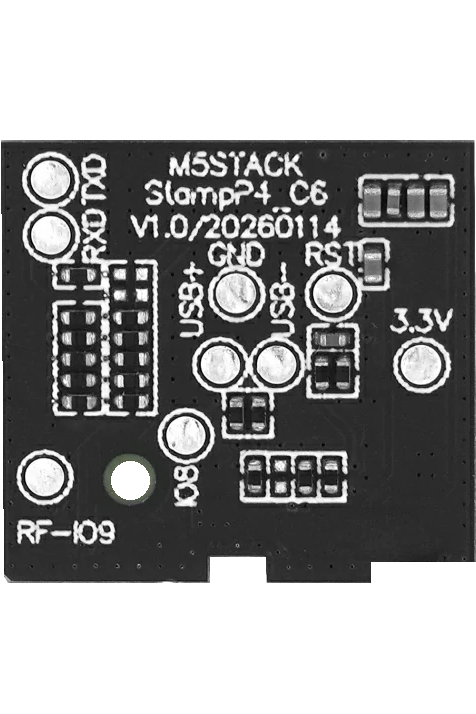 M5STACK
StampP4_C6
V1.0/20260114
TXD
RXD
GND
RST
USB+
USB-
3.3V
IO8
RF-IO9